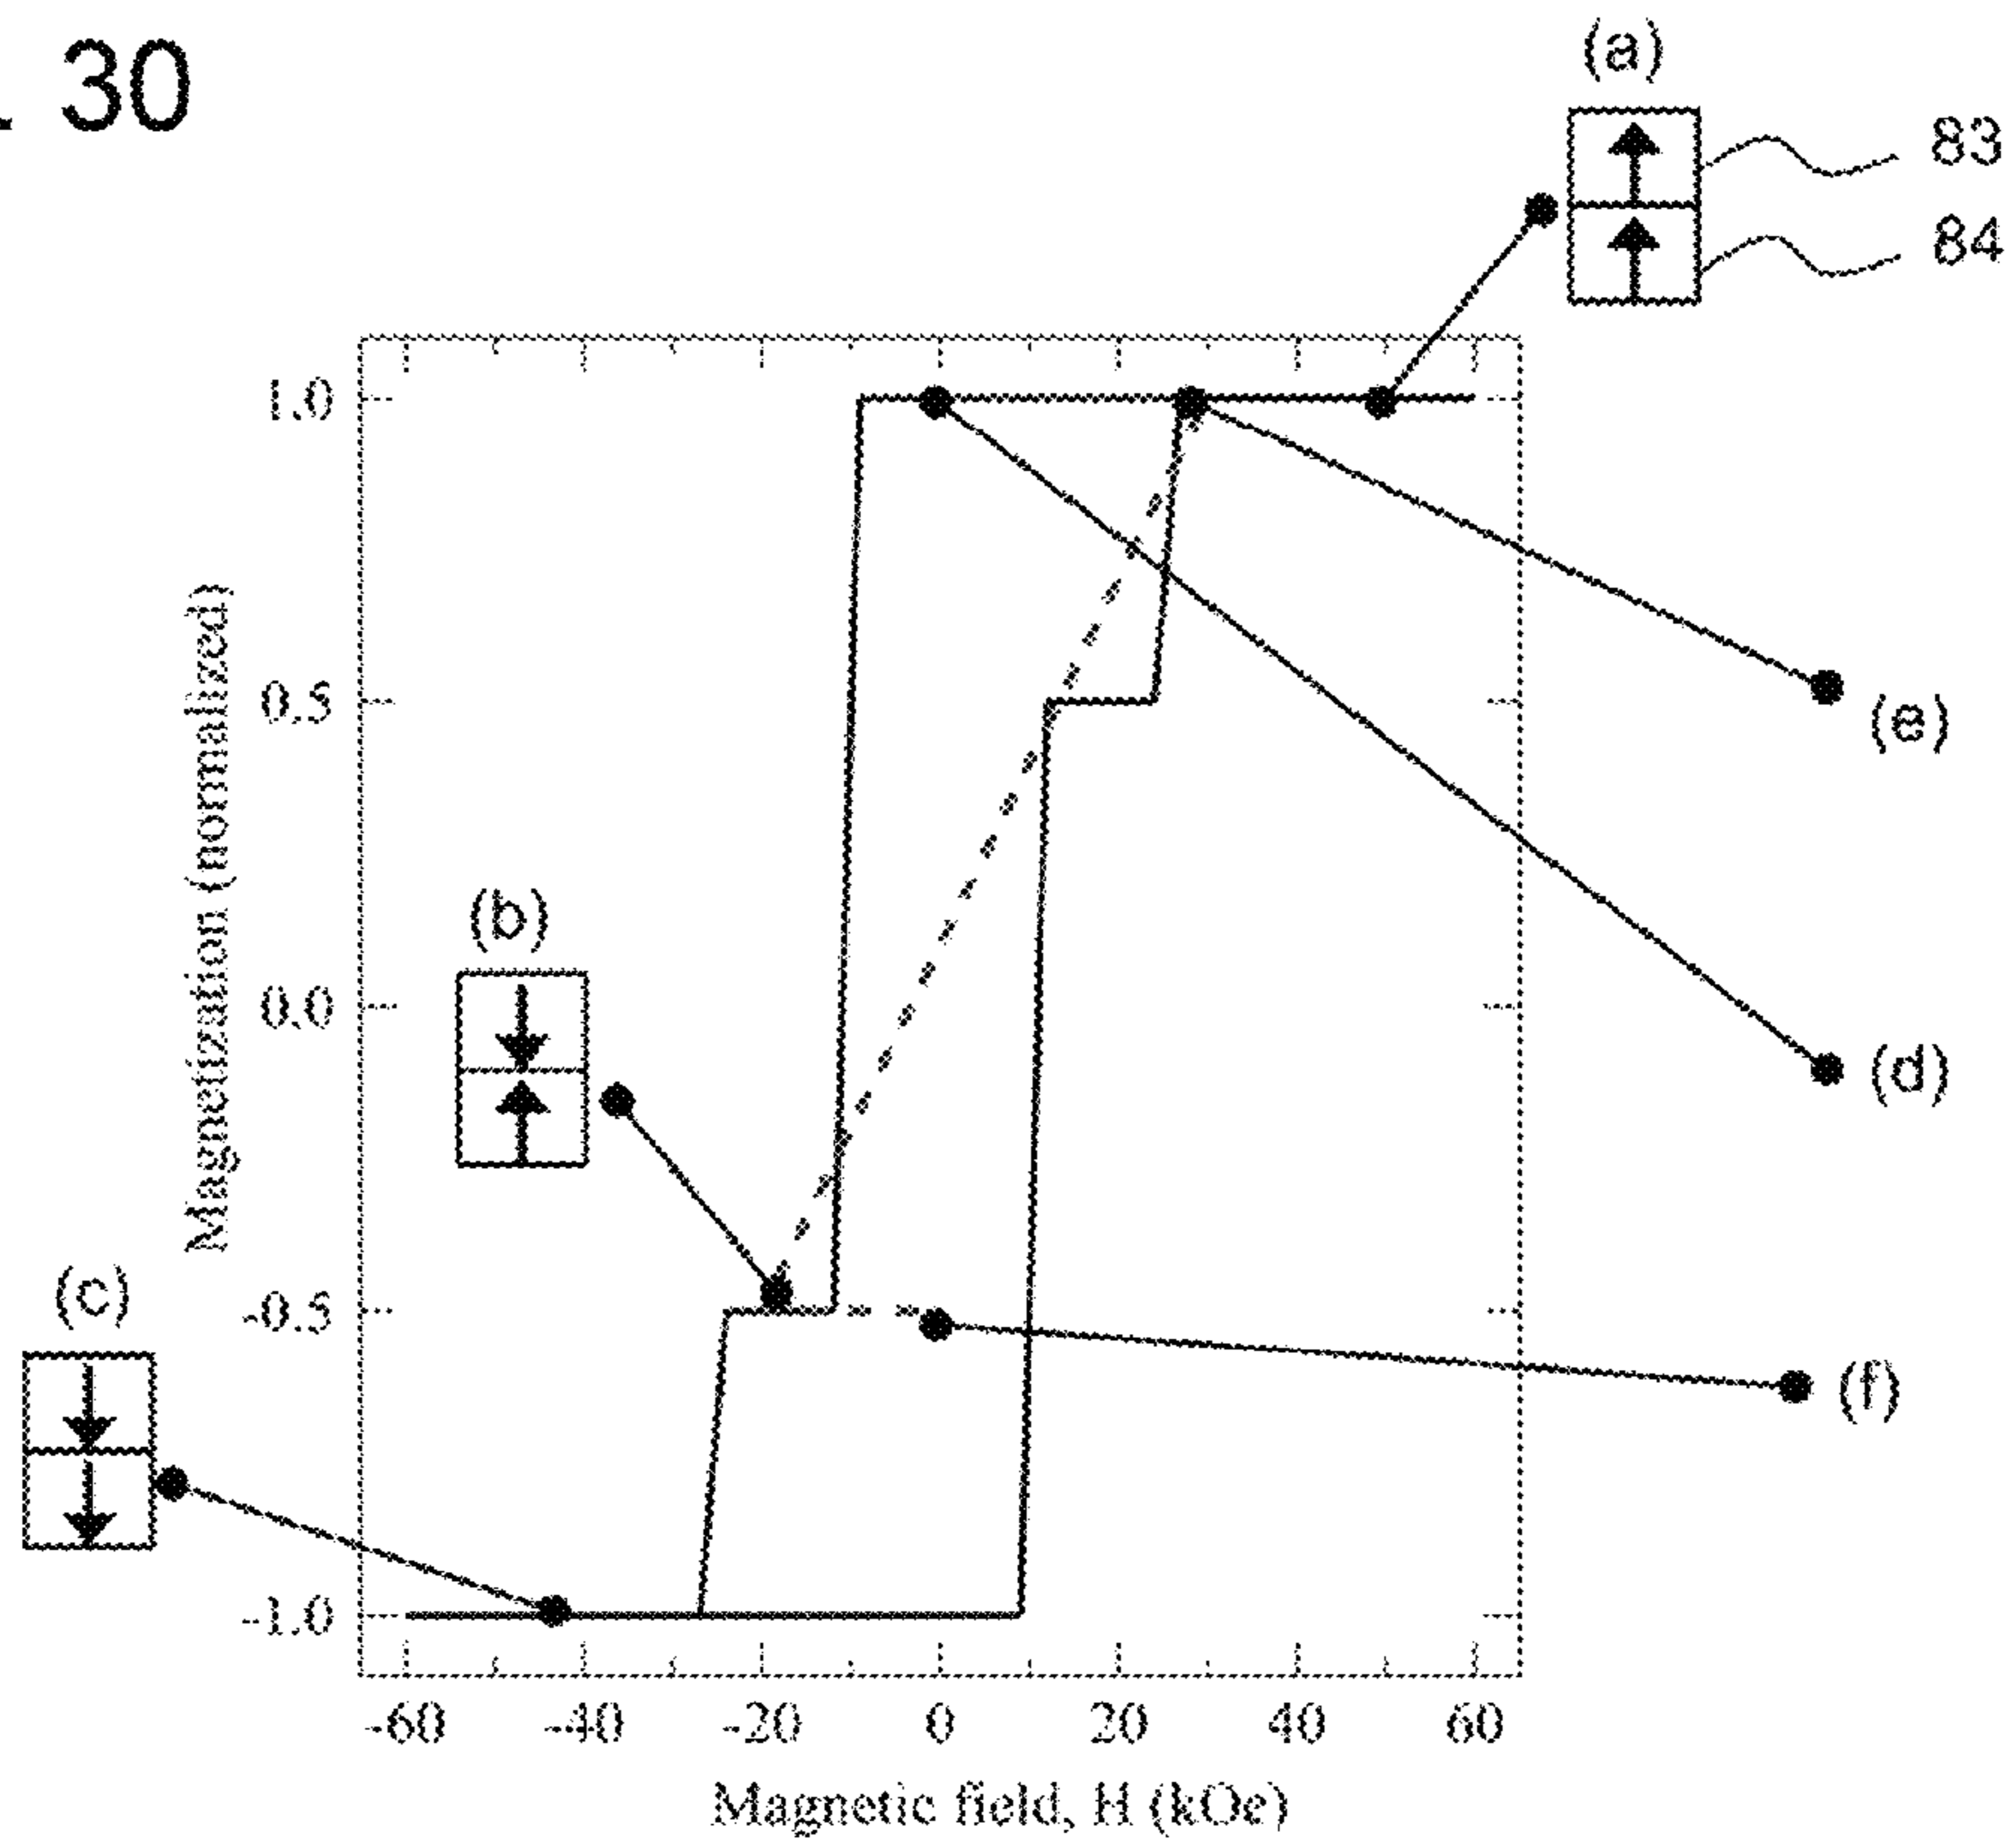 30
(a)
83
84
1.0
0.5
0.0
-0.5
-1.0
Magnetization (normalized)
(b)
(c)
(e)
(d)
(f)
-60 -40 -20 0 20 40 60
Magnetic field, H (kOe)